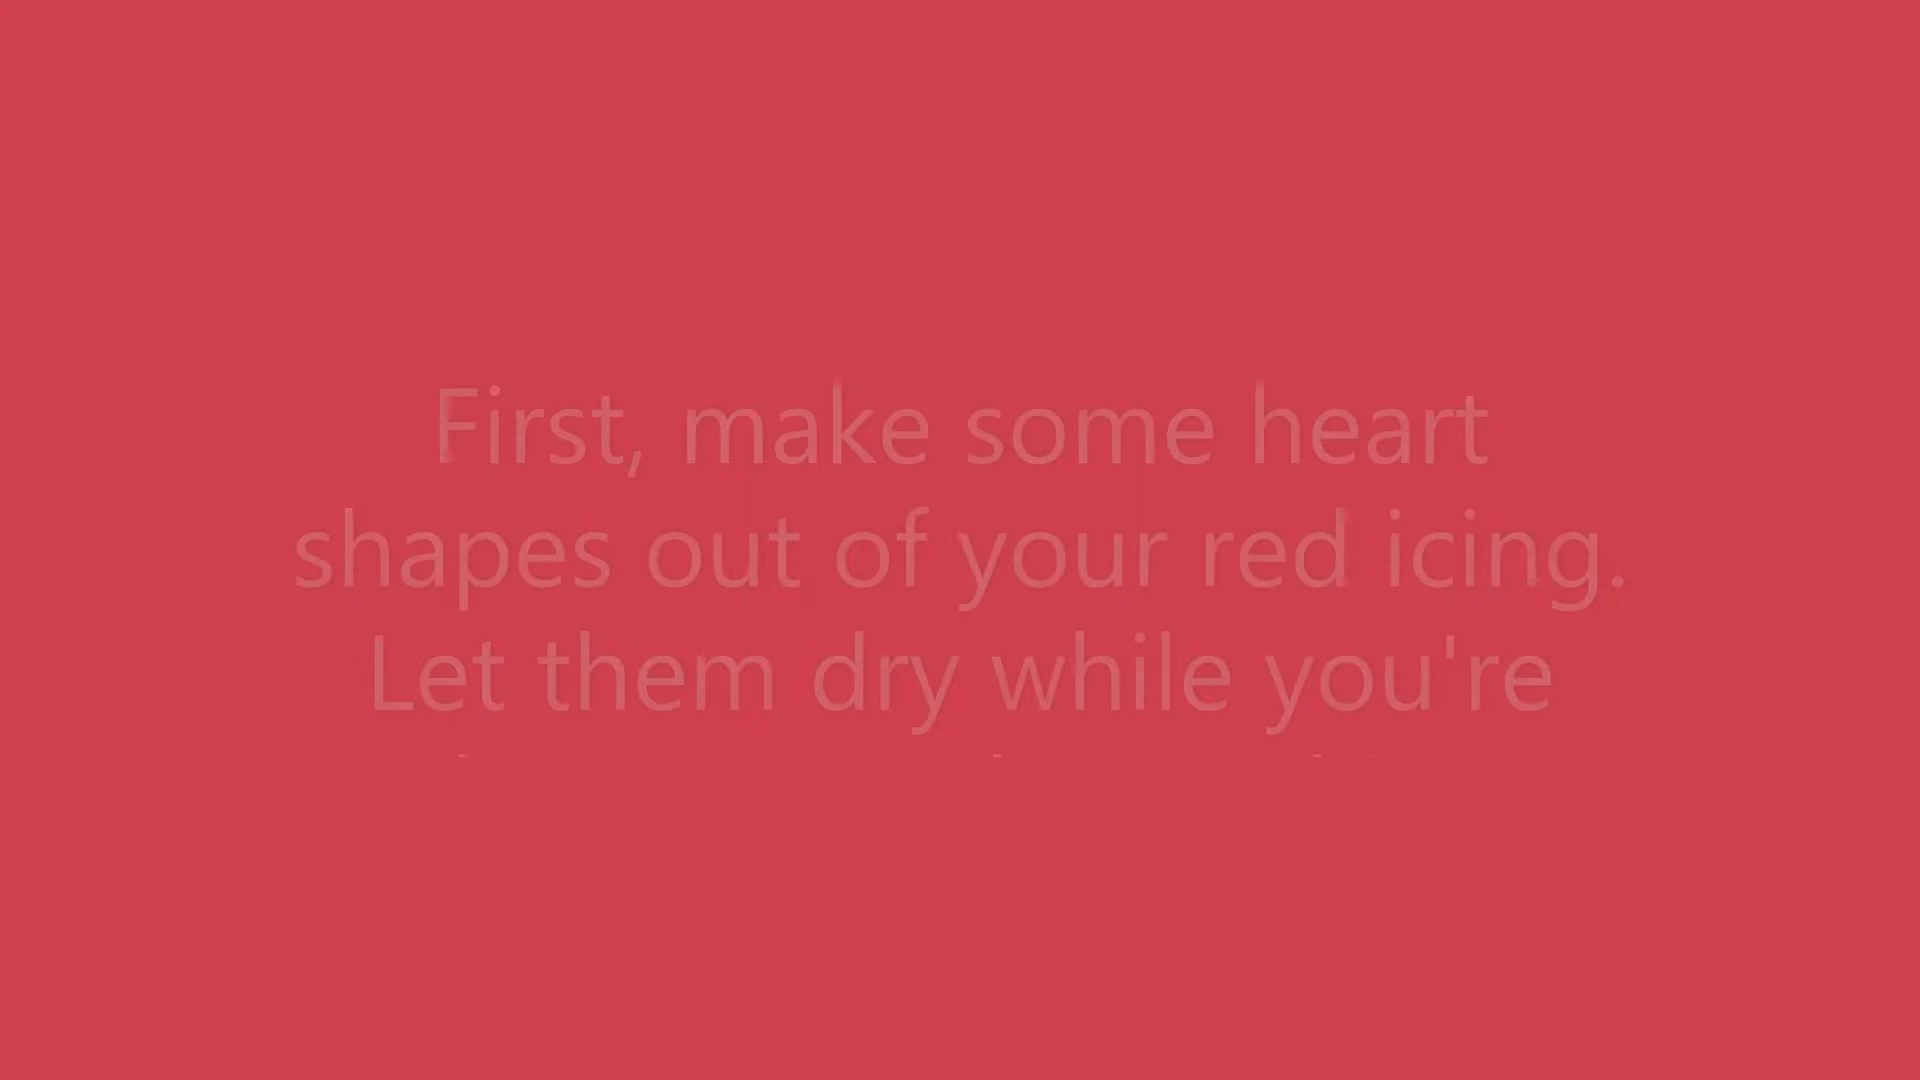 First, make some heart
shapes out of your red icing.
Let them dry while you're